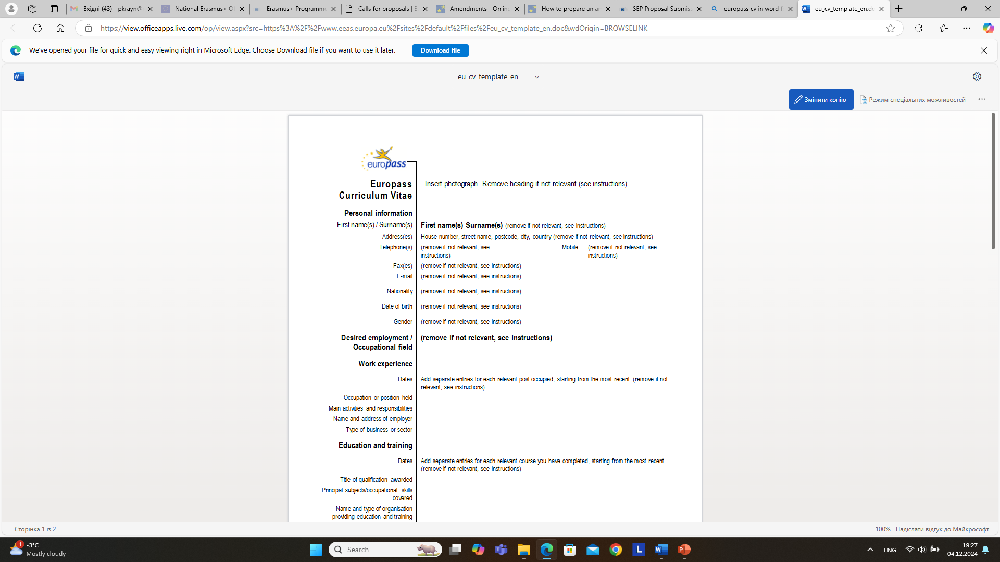 Вхідні (43) - pkrayn@
National Erasmus+ Of
Erasmus+ Programme
Calls for proposals | E
Amendments - Online
How to prepare an an
SEP Proposal Submiss
europass cv in word f
eu_cv_template_en.dc
https://view.officeapps.live.com/op/view.aspx?src=https%3A%2F%2Fwww.eeas.europa.eu%2Fsites%2Fdefault%2Ffiles%2Feu_cv_template_en.doc&wdOrigin=BROWSELINK
We've opened your file for quick and easy viewing right in Microsoft Edge. Choose Download file if you want to use it later.
Download file
W
eu_cv_template_en
Змінити копію
Режим спеціальних можливостей
europass
Europass
Curriculum Vitae
Insert photograph. Remove heading if not relevant (see instructions)
Personal information
First name(s) / Surname(s) First name(s) Surname(s) (remove if not relevant, see instructions)
Address(es) House number, street name, postcode, city, country (remove if not relevant, see instructions)
Telephone(s) (remove if not relevant, see instructions) Mobile: (remove if not relevant, see instructions)
Fax(es) (remove if not relevant, see instructions)
E-mail (remove if not relevant, see instructions)
Nationality (remove if not relevant, see instructions)
Date of birth (remove if not relevant, see instructions)
Gender (remove if not relevant, see instructions)
Desired employment / Occupational field (remove if not relevant, see instructions)
Work experience
Dates Add separate entries for each relevant post occupied, starting from the most recent. (remove if not
relevant, see instructions)
Occupation or position held
Main activities and responsibilities
Name and address of employer
Type of business or sector
Education and training
Dates Add separate entries for each relevant course you have completed, starting from the most recent.
(remove if not relevant, see instructions)
Title of qualification awarded
Principal subjects/occupational skills
covered
Name and type of organisation
providing education and training
Сторінка 1 із 2
100% Надіслати відгук до Майкрософт
1
-3°C
Mostly cloudy
Search
L
W
P
ENG
19:27
04.12.2024